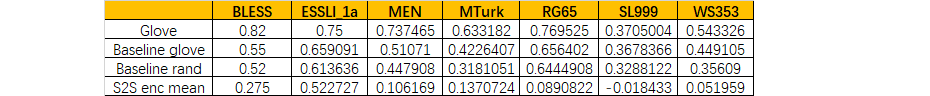 BLESS ESSLI_1a MEN MTurk RG65 SL999 WS353
Glove 0.82 0.75 0.737465 0.633182 0.769525 0.3705004 0.543326
Baseline glove 0.55 0.659091 0.51071 0.4226407 0.656402 0.3678366 0.449105
Baseline rand 0.52 0.613636 0.447908 0.3181051 0.6444908 0.3288122 0.35609
S2S enc mean 0.275 0.522727 0.106169 0.1370724 0.0890822 -0.018433 0.051959